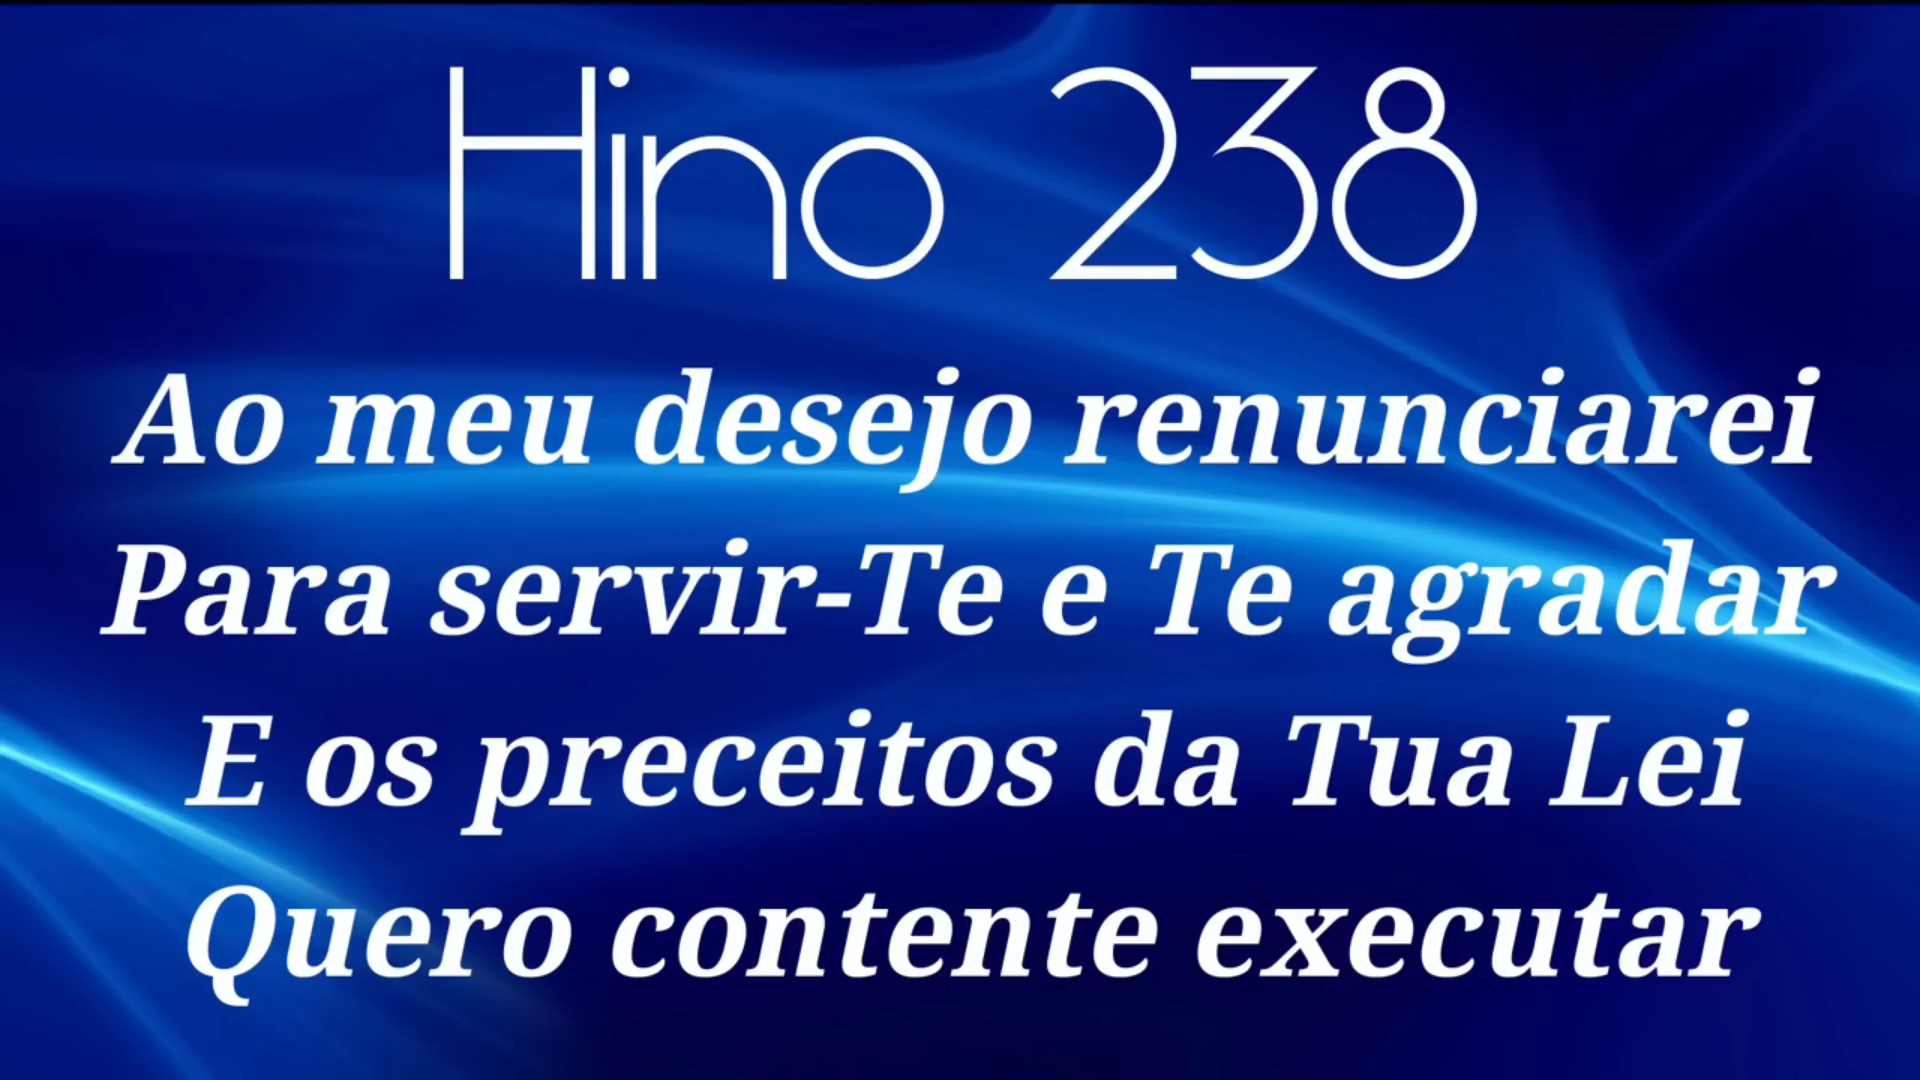 Hino 238
Ao meu desejo renunciarei
Para servir-Te e Te agradar
E os preceitos da Tua Lei
Quero contente executar